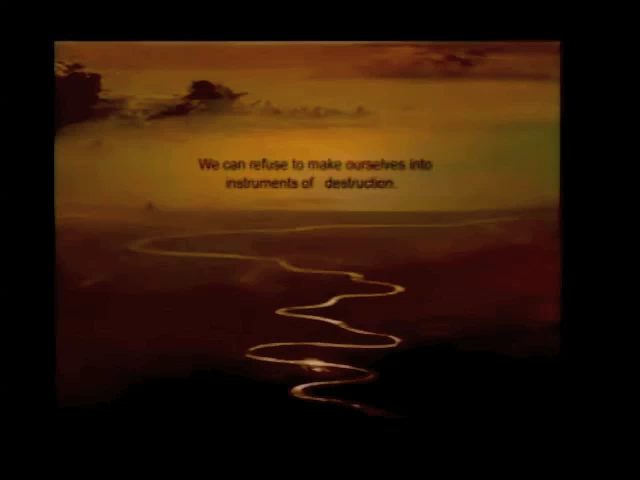 We can refuse to make ourselves into
instruments of destruction.